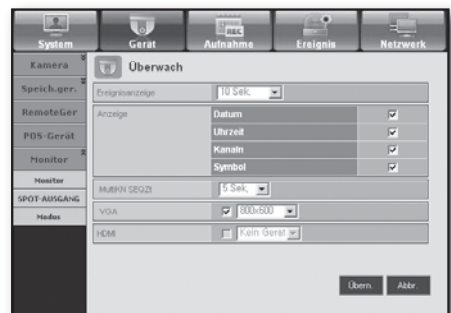 REC
System Gerät Aufnahme Ereignis Netzwerk
Kamera
Überwach
Speich.ger.
Ereignisanzeige 10 Sek.
RemoteGer
Anzeige Datum
Uhrzeit
POS-Gerät
Kanaln
Monitor
Symbol
Monitor
MultiKN SEQZt 5 Sek.
SPOT-AUSGANG
VGA 800x600
Modus
HDMI Kein Gerät
Übern. Abbr.